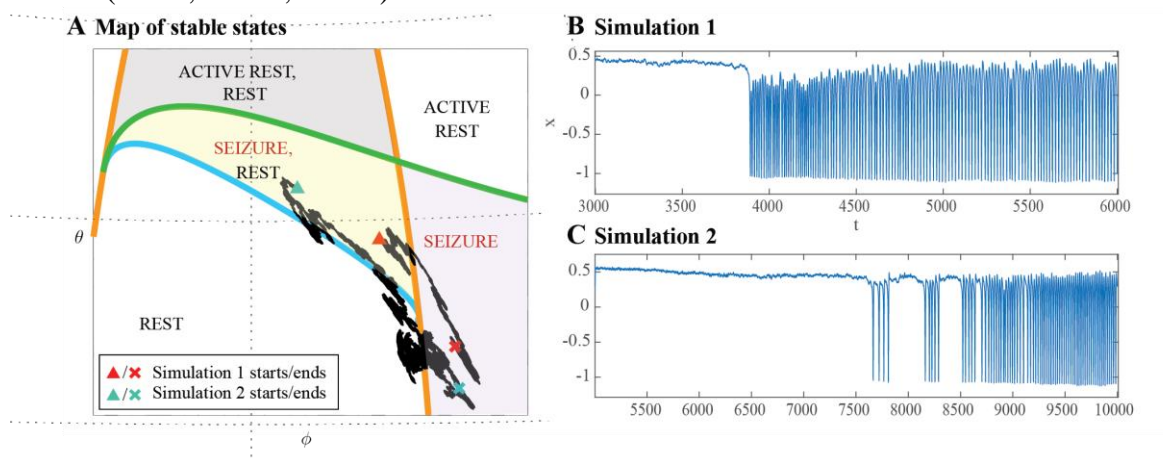 A Map of stable states
ACTIVE REST,
REST
ACTIVE
REST
SEIZURE,
REST
SEIZURE
REST
θ
ϕ
▲/✖ Simulation 1 starts/ends
▲/✖ Simulation 2 starts/ends
B Simulation 1
0.5
0
-0.5
-1
x
3000 3500 4000 4500 5000 5500 6000
t
C Simulation 2
0.5
0
-0.5
-1
5500 6000 6500 7000 7500 8000 8500 9000 9500 10000